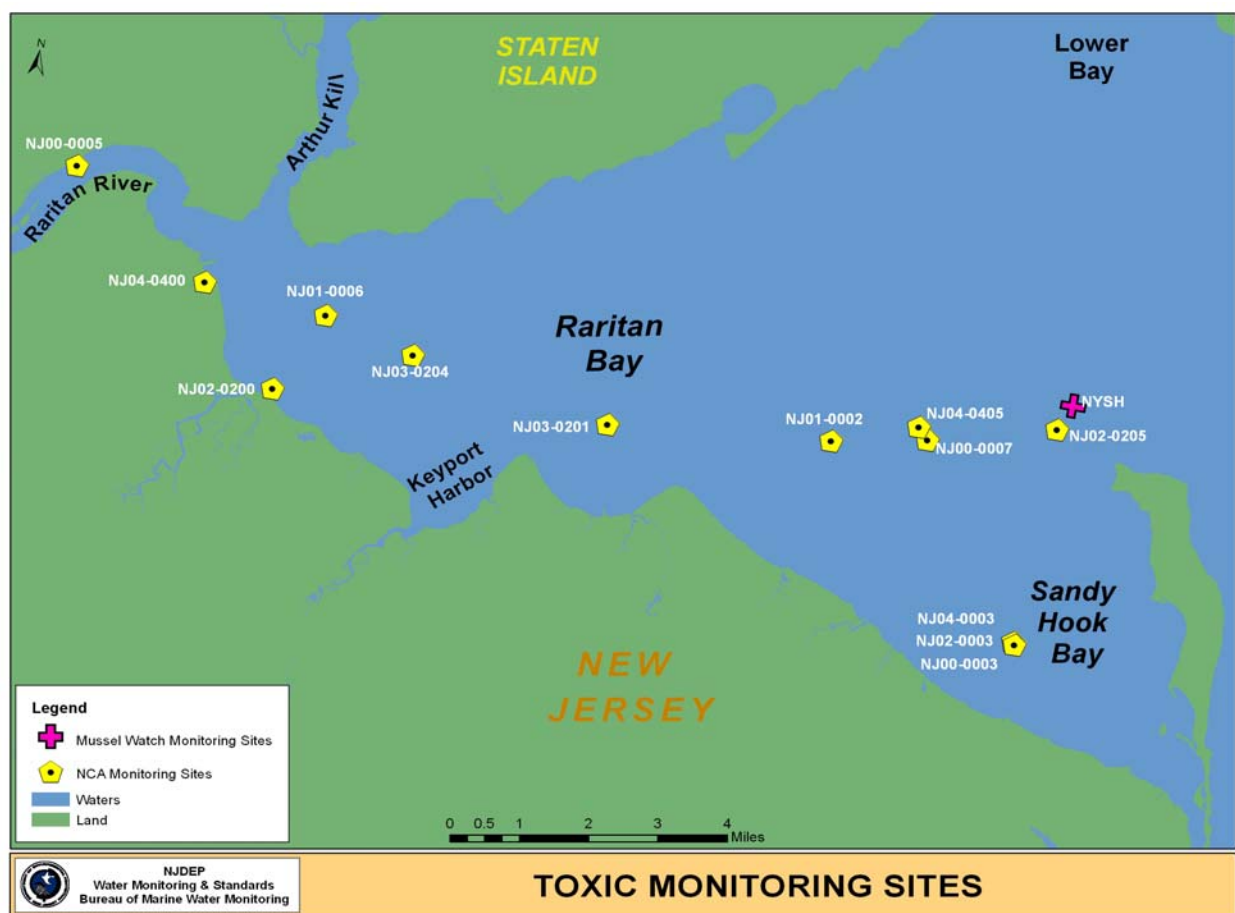 N
STATEN
ISLAND
Lower
Bay
Arthur Kill
NJ00-0005
Raritan River
NJ04-0400
NJ01-0006
Raritan
Bay
NJ03-0204
NJ02-0200
NYSH
NJ04-0405
NJ01-0002
NJ03-0201
NJ02-0205
NJ00-0007
Keyport
Harbor
Sandy
Hook
Bay
NJ04-0003
NJ02-0003
NJ00-0003
NEW
JERSEY
Legend
Mussel Watch Monitoring Sites
NCA Monitoring Sites
Waters
Land
0 0.5 1 2 3 4
Miles
NJDEP
Water Monitoring & Standards
Bureau of Marine Water Monitoring
TOXIC MONITORING SITES